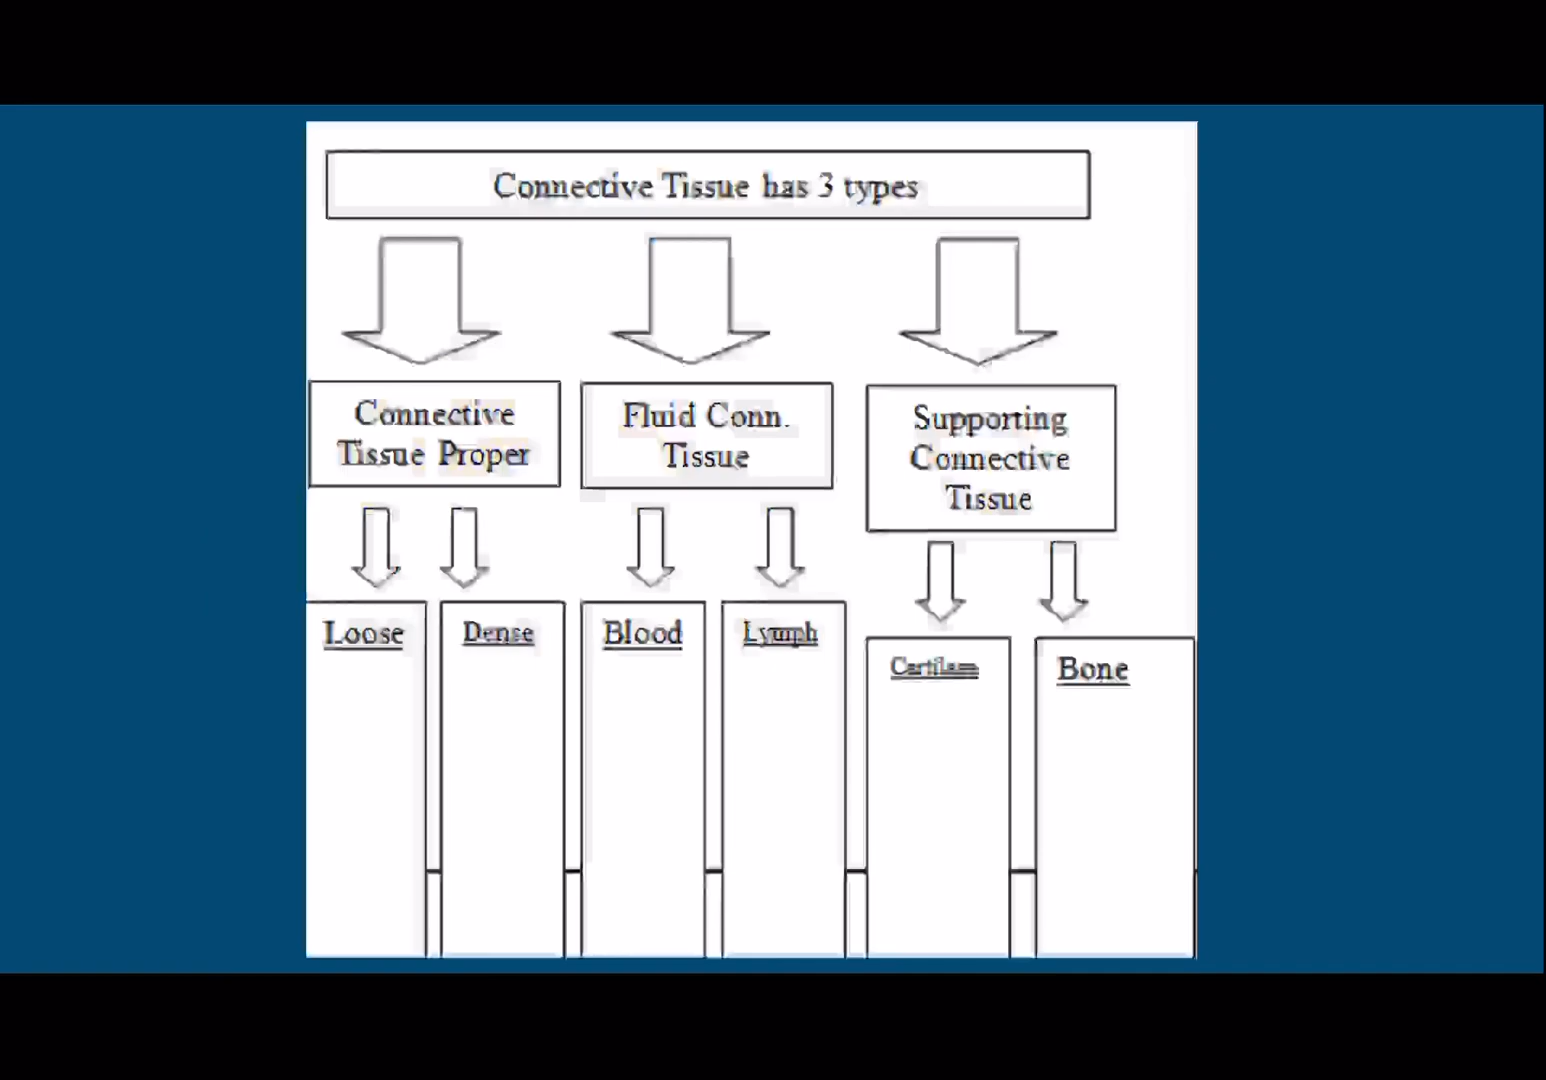 Connective Tissue has 3 types
Connective
Tissue Proper
Fluid Conn.
Tissue
Supporting
Connective
Tissue
Loose
Dense
Blood
Lymph
Bone